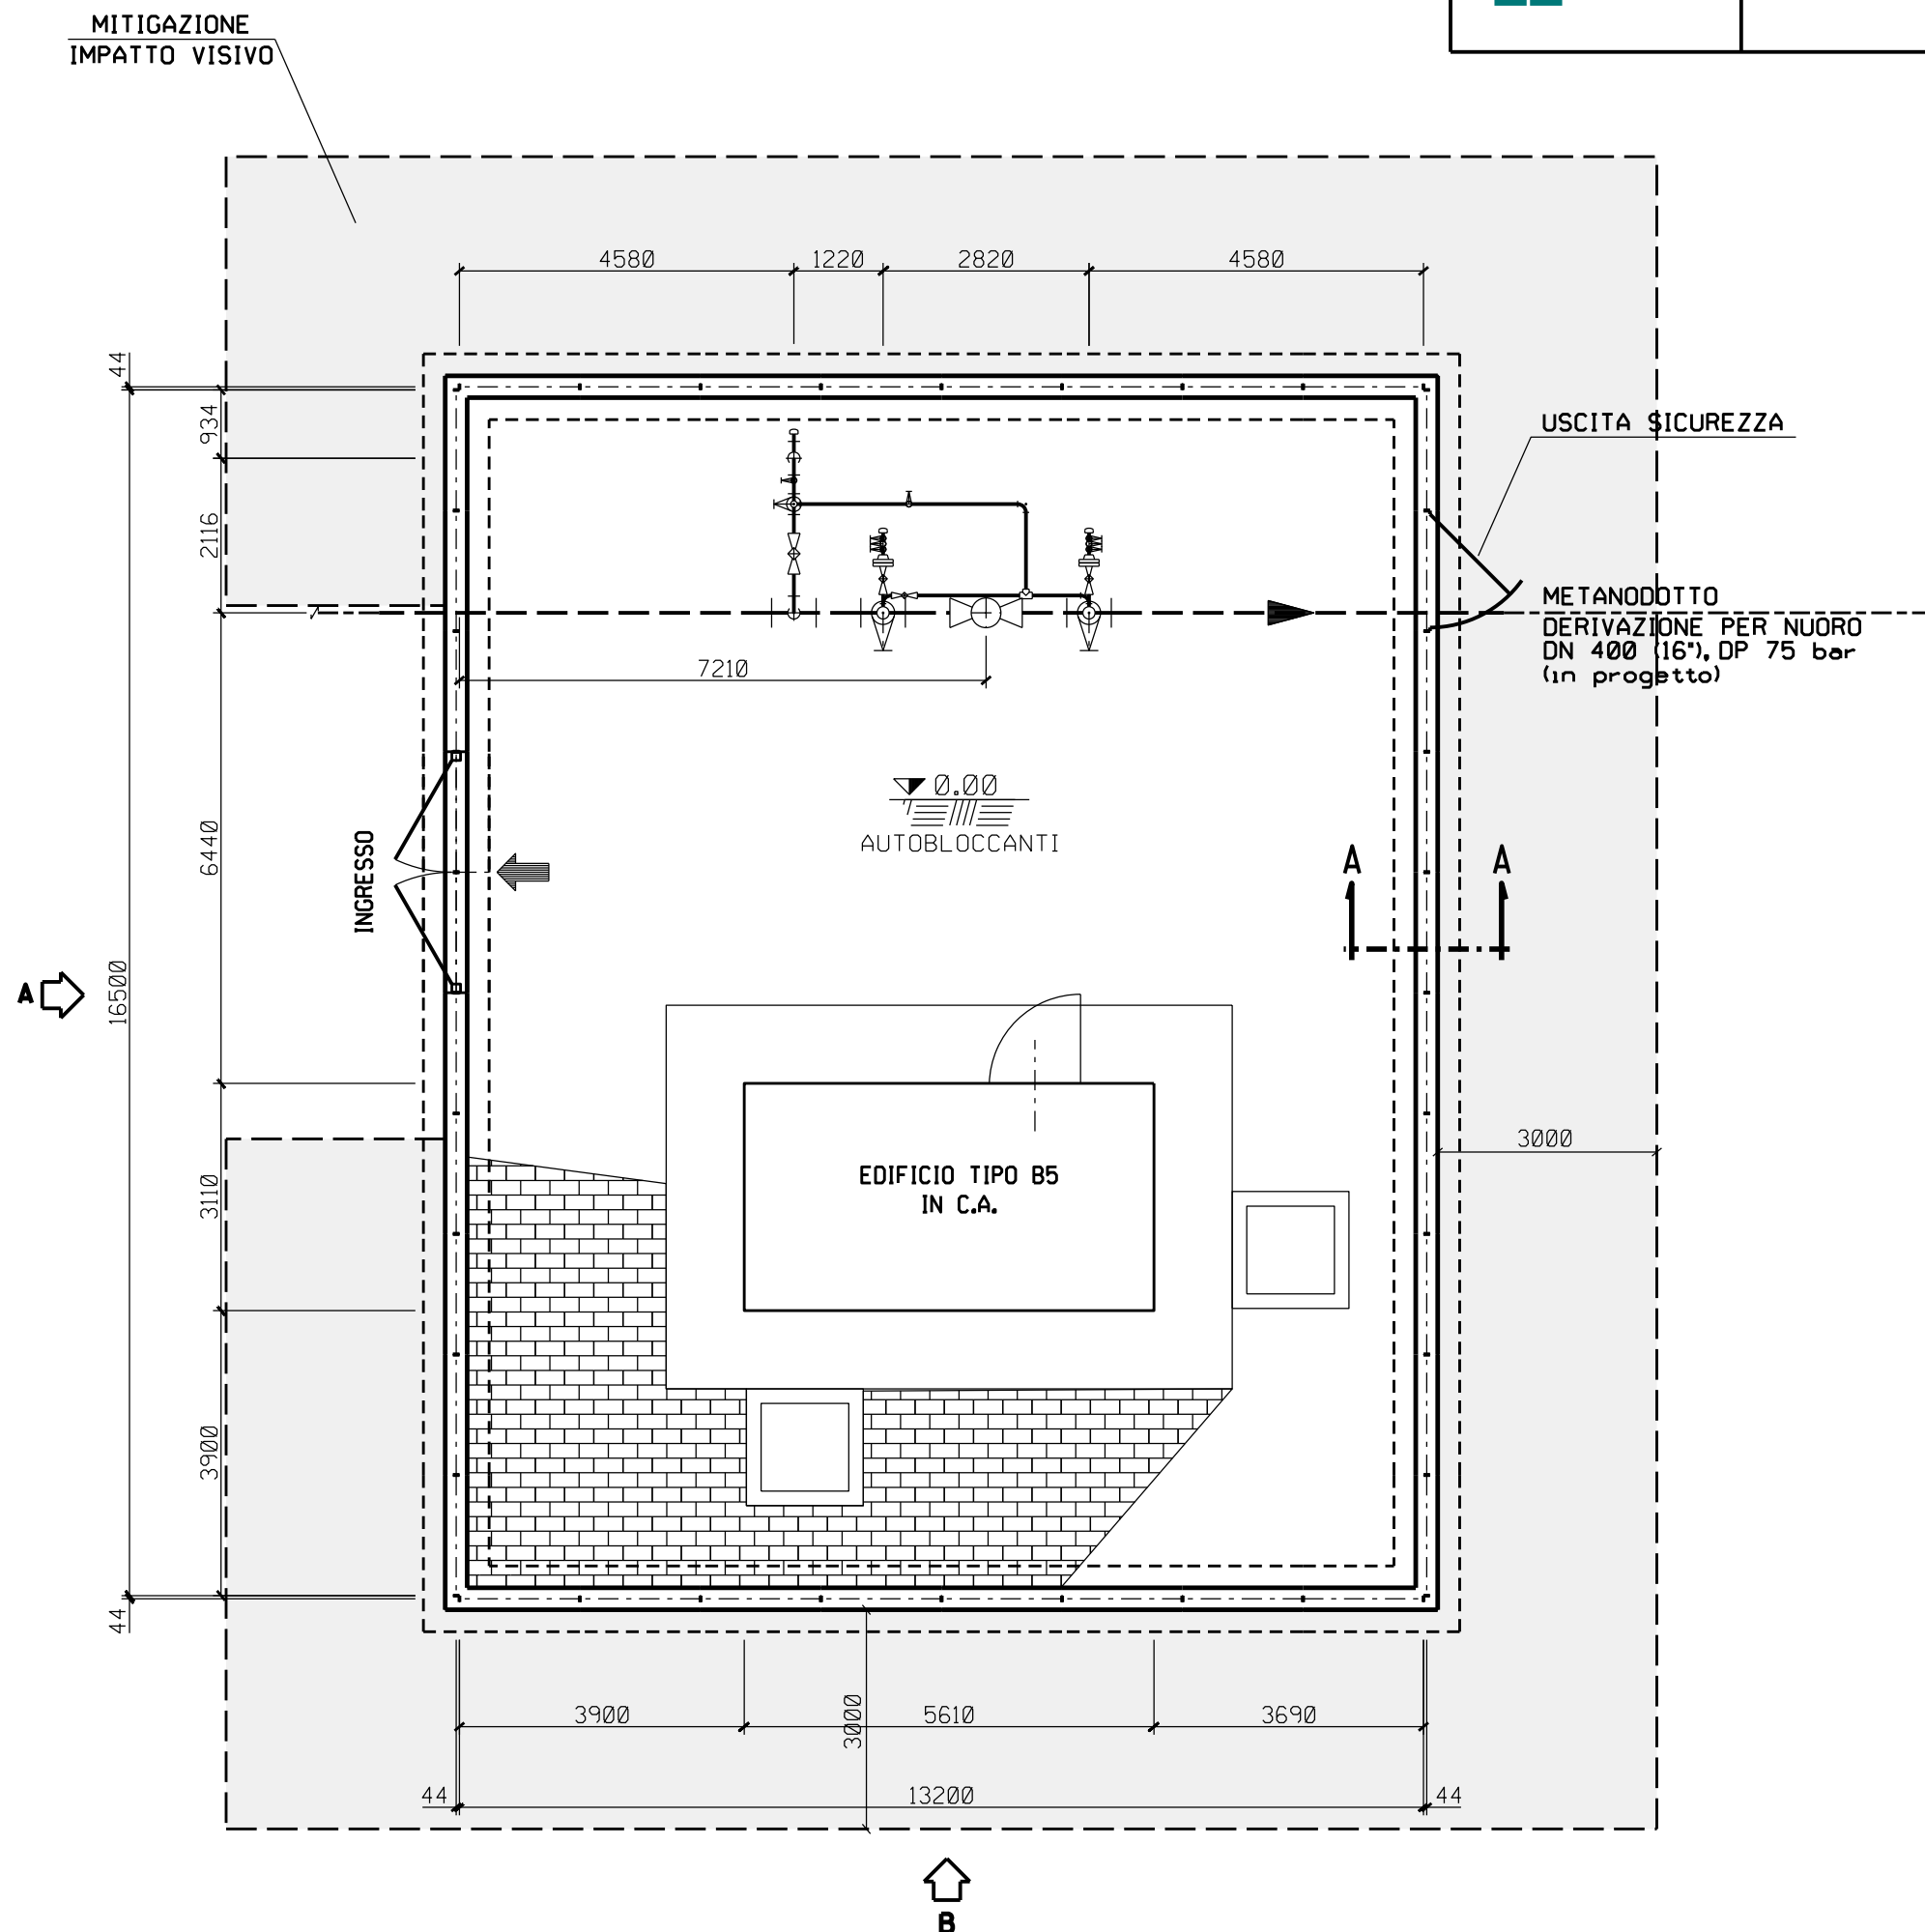 MITIGAZIONE
IMPATTO VISIVO
4580
1220
2820
4580
44
934
USCITA SICUREZZA
2116
METANODOTTO
DERIVAZIONE PER NUORO
DN 400 (16"), DP 75 bar
(in progetto)
7210
0.00
AUTOBLOCCANTI
6440
INGRESSO
A
A
A
16500
3000
EDIFICIO TIPO B5
IN C.A.
3110
3900
44
3900
3000
5610
3690
44
13200
44
B